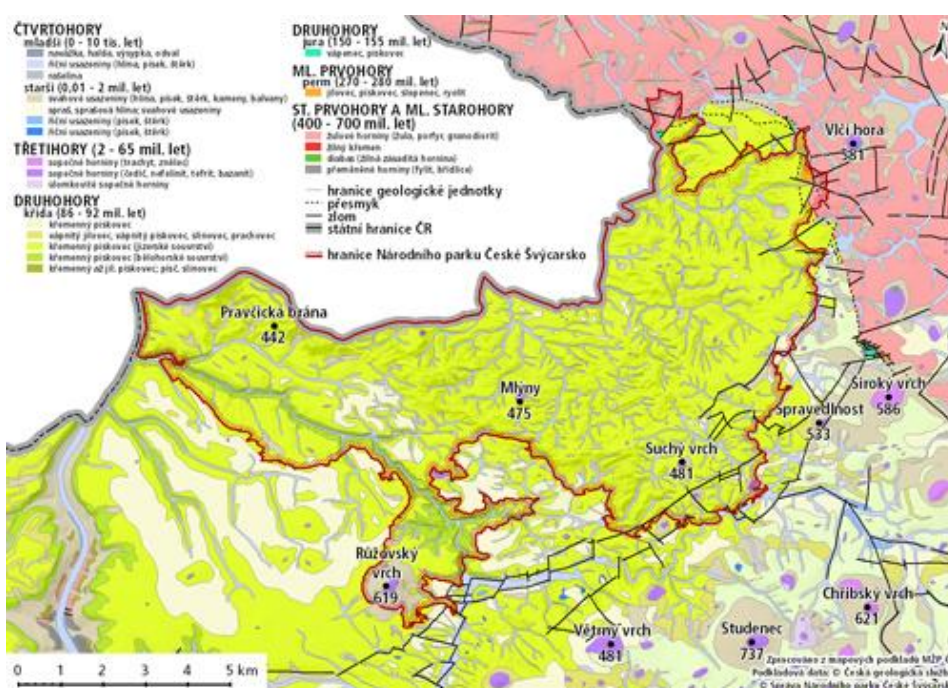 ČTVRTOHORY
mladší (0 - 10 tis. let)
navážka, halda, výsypka, odval
říční usazeniny (hlína, písek, štěrk)
rašelina
starší (0,01 - 2 mil. let)
svahové usazeniny (hlína, písek, štěrk, kameny, balvany)
spraš, sprašová hlína; svahové usazeniny
říční usazeniny (písek, štěrk)
říční usazeniny (písek, štěrk)
TŘETIHORY (2 - 65 mil. let)
sopečné horniny (trachyt, znělec)
sopečné horniny (čedič, nefelinit, tefrit, bazanit)
úlomkovité sopečné horniny
DRUHOHORY
křída (86 - 92 mil. let)
křemenný pískovec
vápnitý jílovec, vápnitý pískovec, slínovec, prachovec
křemenný pískovec (jizerské souvrství)
křemenný pískovec (bělohorské souvrství)
křemenný až jíl. pískovec; písč. slínovec
DRUHOHORY
jura (150 - 155 mil. let)
vápenec, pískovec
ML. PRVOHORY
perm (270 - 280 mil. let)
jílovec, pískovec, slepenec, ryolit
ST. PRVOHORY A ML. STAROHORY
(400 - 700 mil. let)
žulové horniny (žula, porfyr, granodiorit)
žilný křemen
diabas (žilná zásaditá hornina)
přeměněné horniny (fylit, břidlice)
hranice geologické jednotky
přesmyk
zlom
státní hranice ČR
hranice Národního parku České Švýcarsko
Vlčí hora
581
Pravčická brána
442
Mlýny
475
Široký vrch
586
Spravedlnost
533
Suchý vrch
481
Růžovský
vrch
619
Chřibský vrch
621
Větrný vrch
481
Studenec
737
0 1 2 3 4 5 km
Zpracováno z mapových podkladů MŽP,
Podkladová data: © Česká geologická
© Správa Národního parku České